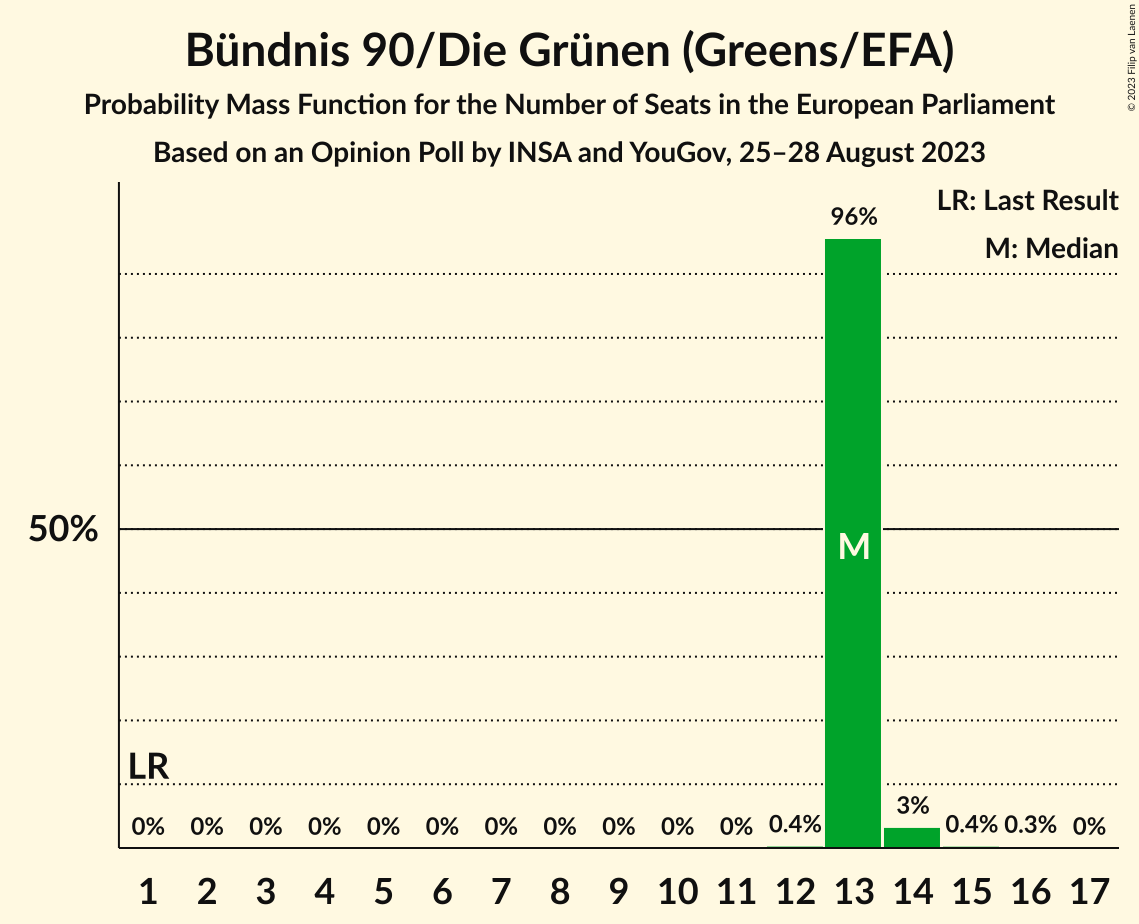 Bündnis 90/Die Grünen (Greens/EFA)
Probability Mass Function for the Number of Seats in the European Parliament
Based on an Opinion Poll by INSA and YouGov, 25–28 August 2023
© 2023 Filip van Laenen
LR: Last Result
M: Median
96%
50%
M
LR
0% 0% 0% 0% 0% 0% 0% 0% 0% 0% 0% 0.4% 3% 0.4% 0.3% 0%
1 2 3 4 5 6 7 8 9 10 11 12 13 14 15 16 17